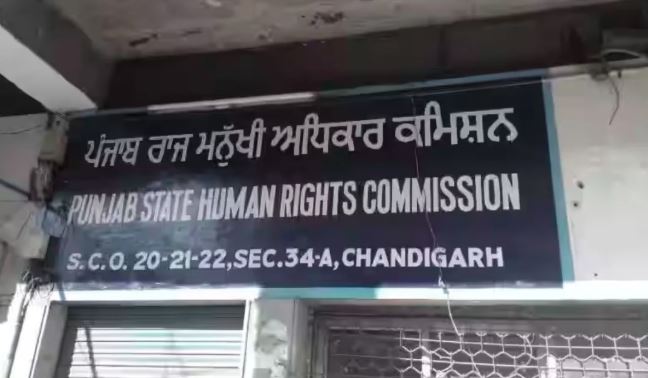 ਪੰਜਾਬ ਰਾਜ ਮਨੁੱਖੀ ਅਧਿਕਾਰ ਕਮਿਸ਼ਨ
PUNJAB STATE HUMAN RIGHTS COMMISSION
S. C. O. 20-21-22, SEC. 34-A, CHANDIGARH